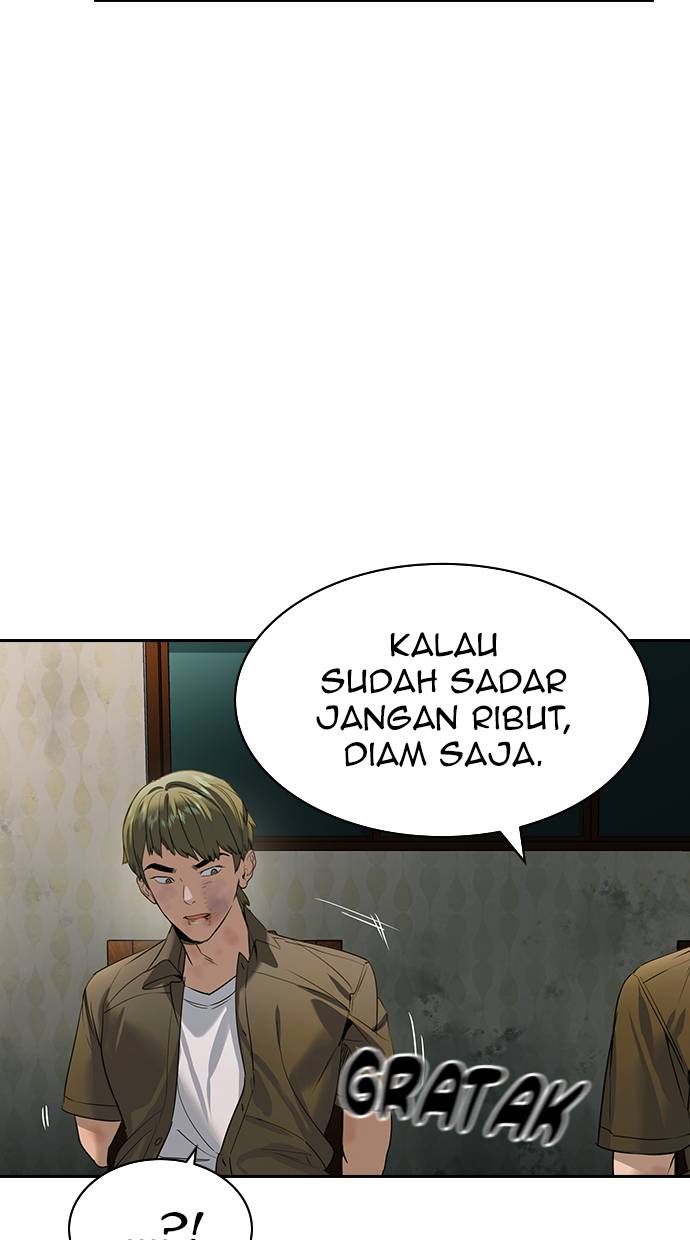 KALAU
SUDAH SADAR
JANGAN RIBUT,
DIAM SAJA.
GRATAK
....?!